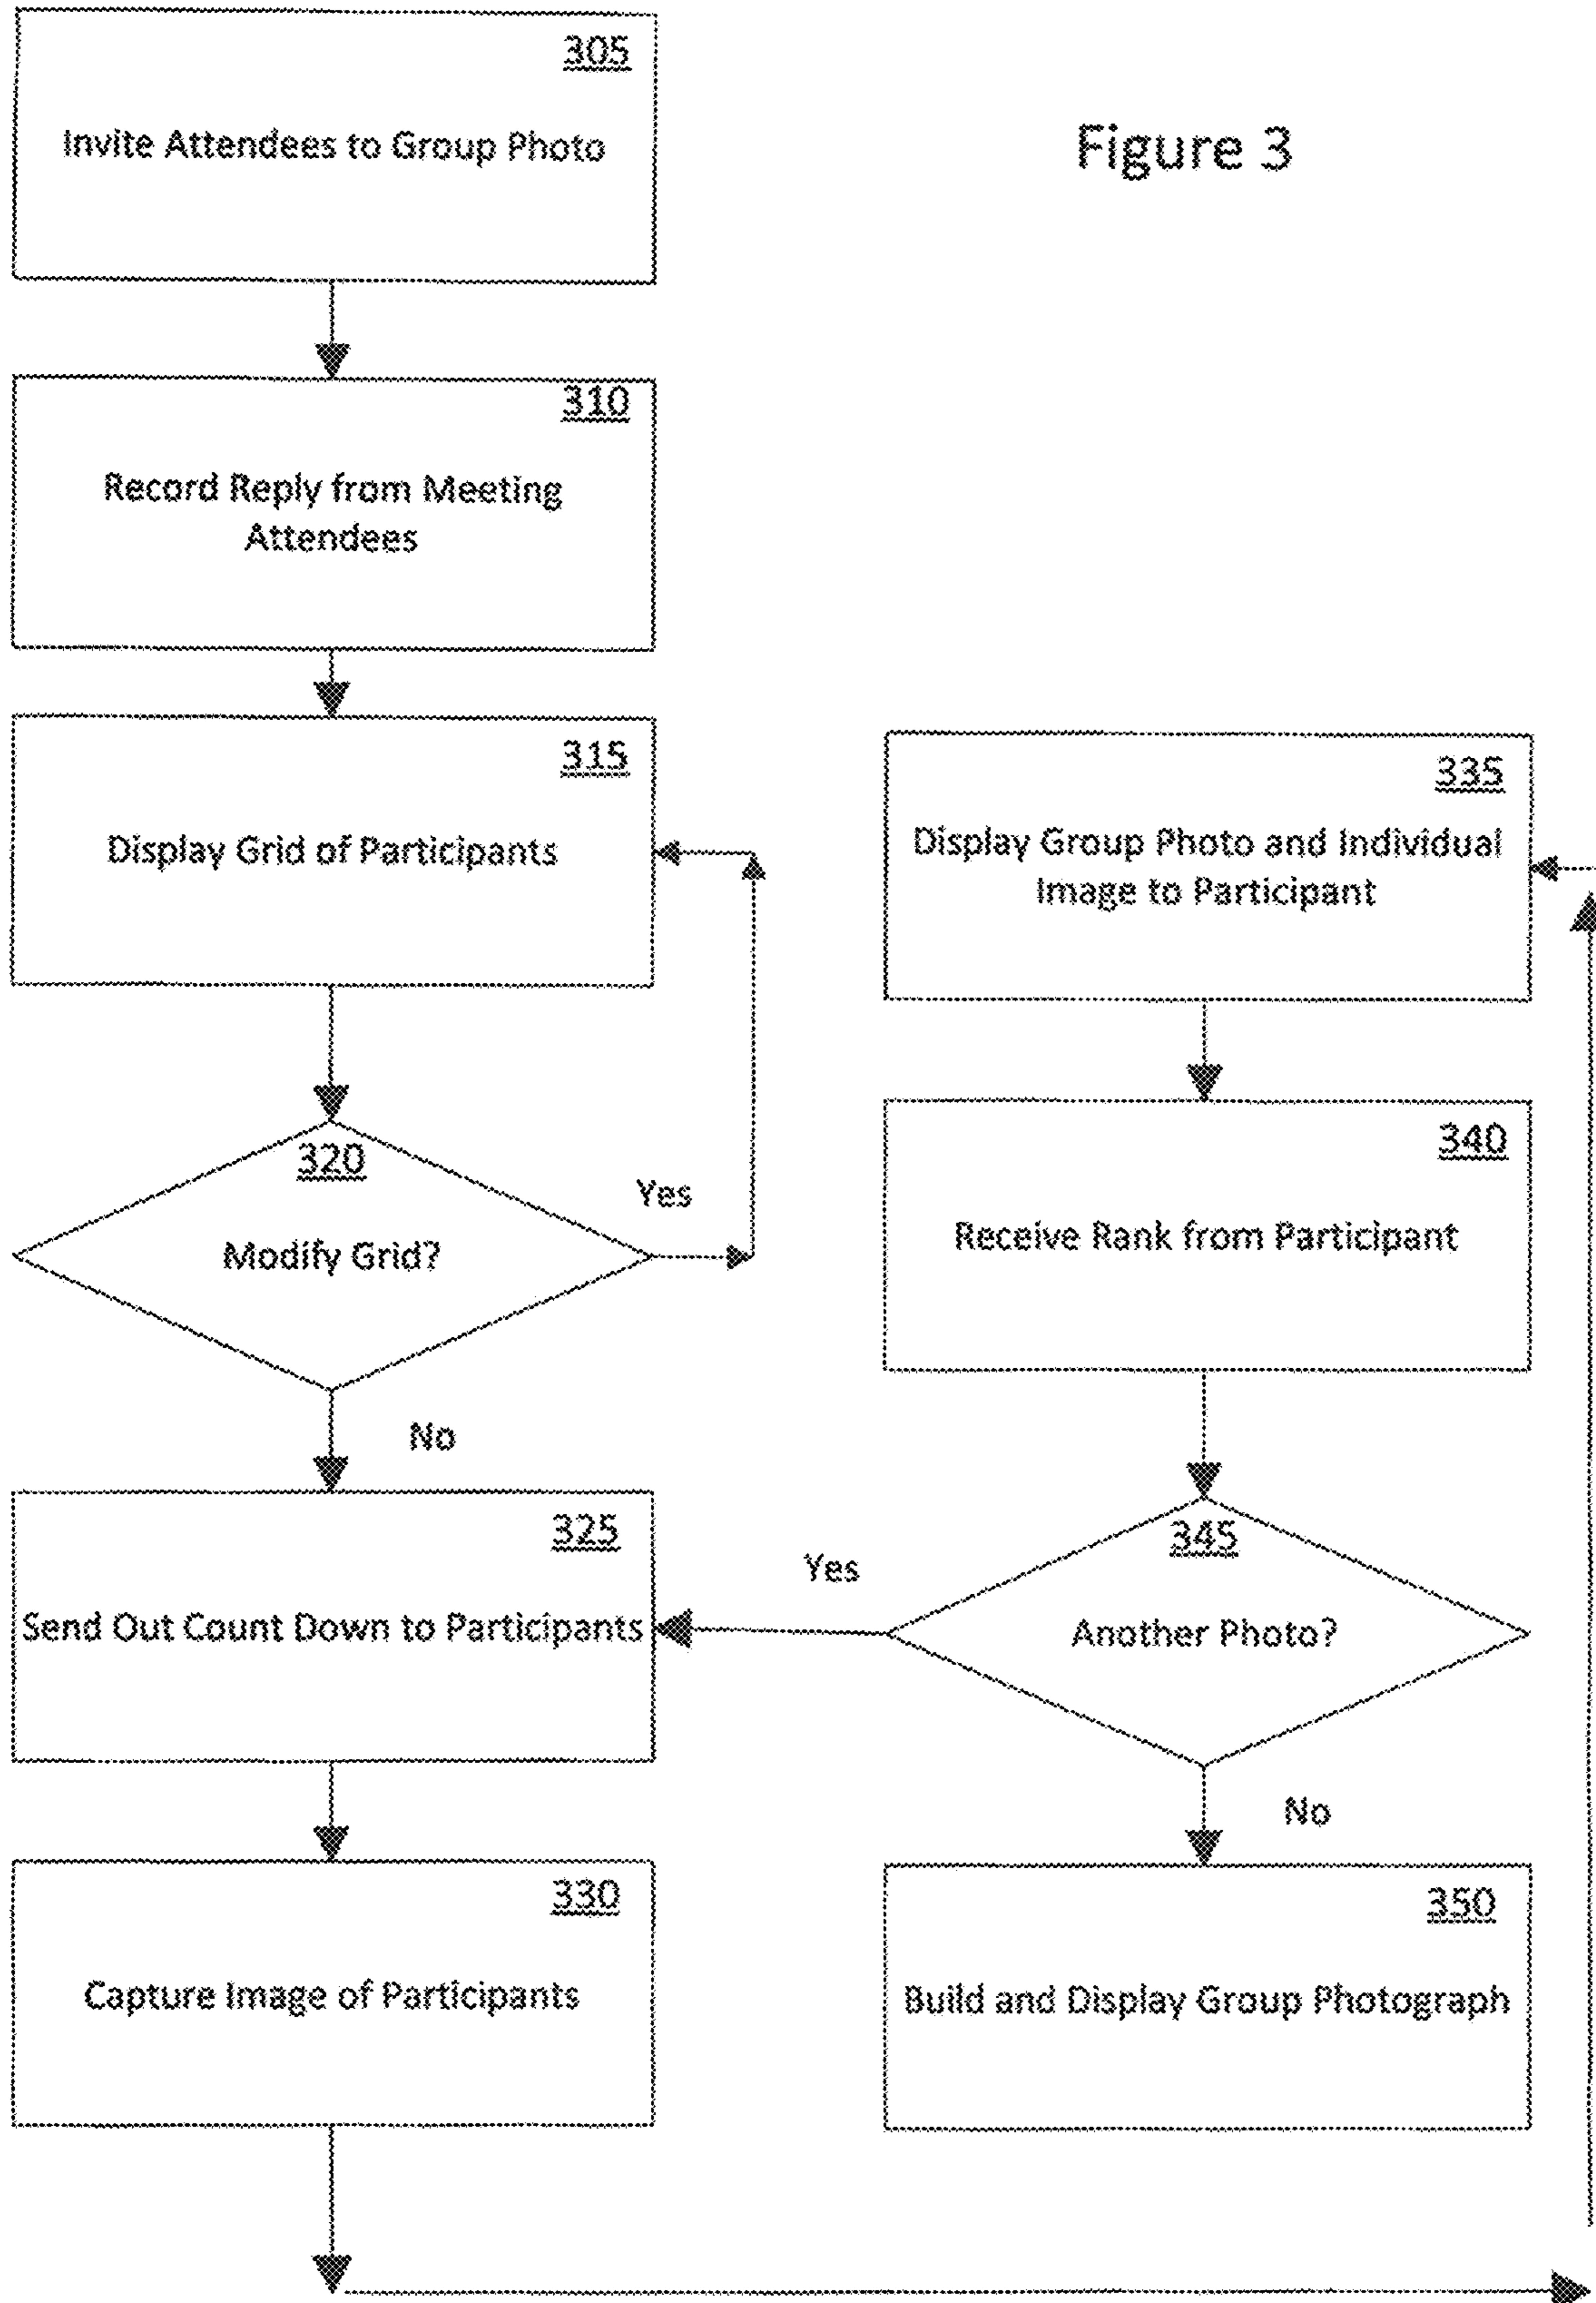 305
Invite Attendees to Group Photo
Figure 3
310
Record Reply from Meeting
Attendees
315
Display Grid of Participants
320
Modify Grid?
Yes
No
325
Send Out Count Down to Participants
330
Capture Image of Participants
335
Display Group Photo and Individual
Image to Participant
340
Receive Rank from Participant
345
Another Photo?
Yes
No
350
Build and Display Group Photograph